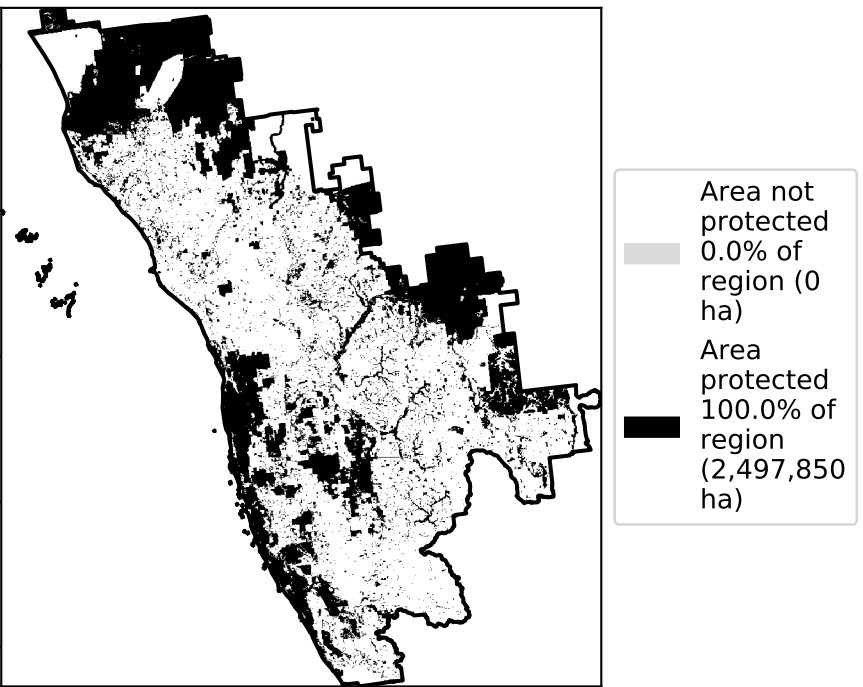 Area not
protected
0.0% of
region (0
ha)
Area
protected
100.0% of
region
(2,497,850
ha)